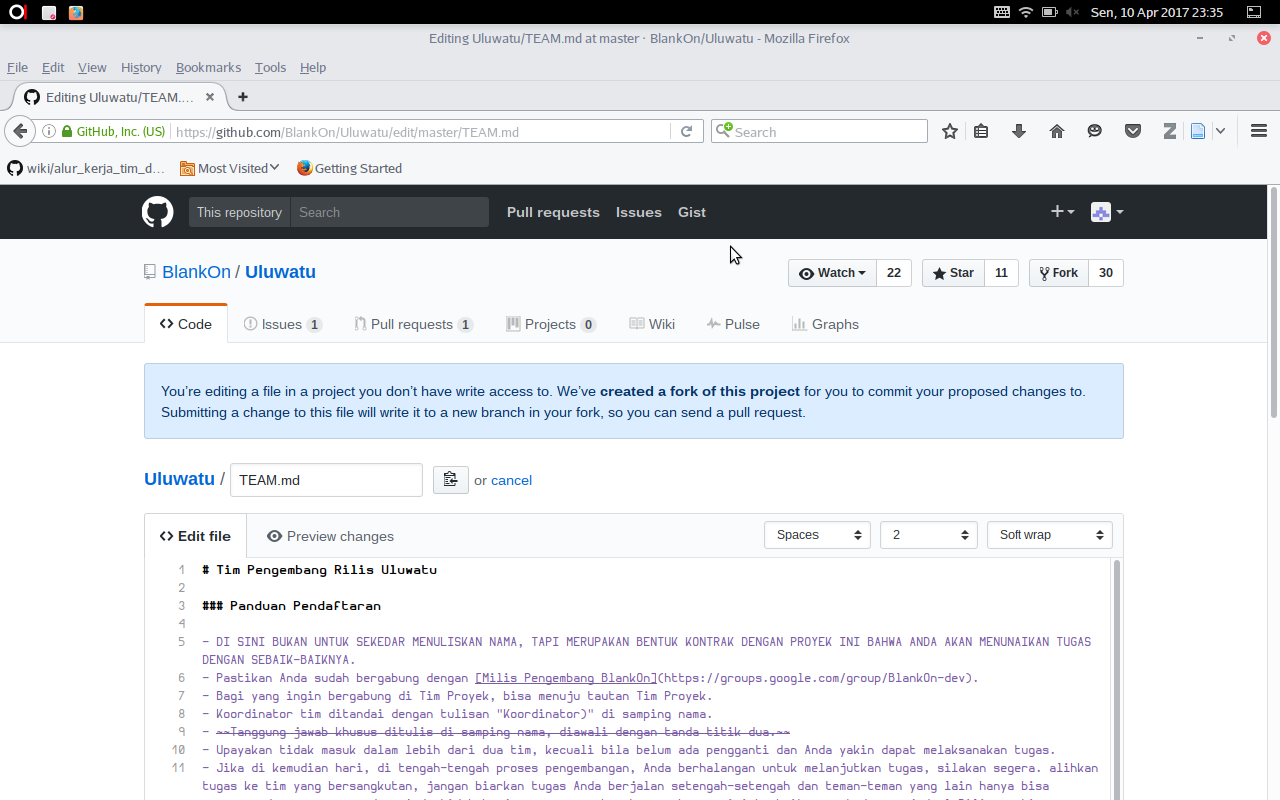 Sen, 10 Apr 2017 23:35
Editing Uluwatu/TEAM.md at master · BlankOn/Uluwatu - Mozilla Firefox
File Edit View History Bookmarks Tools Help
Editing Uluwatu/TEAM.…
GitHub, Inc. (US) https://github.com/BlankOn/Uluwatu/edit/master/TEAM.md Search
wiki/alur_kerja_tim_d… Most Visited Getting Started
This repository Search Pull requests Issues Gist
BlankOn / Uluwatu Watch 22 Star 11 Fork 30
Code Issues 1 Pull requests 1 Projects 0 Wiki Pulse Graphs
You’re editing a file in a project you don’t have write access to. We’ve created a fork of this project for you to commit your proposed changes to.
Submitting a change to this file will write it to a new branch in your fork, so you can send a pull request.
Uluwatu / TEAM.md or cancel
Edit file Preview changes Spaces 2 Soft wrap
1 # Tim Pengembang Rilis Uluwatu
2
3 ### Panduan Pendaftaran
4
5 - DI SINI BUKAN UNTUK SEKEDAR MENULISKAN NAMA, TAPI MERUPAKAN BENTUK KONTRAK DENGAN PROYEK INI BAHWA ANDA AKAN MENUNAIKAN TUGAS
DENGAN SEBAIK-BAIKNYA.
6 - Pastikan Anda sudah bergabung dengan [Milis Pengembang BlankOn](https://groups.google.com/group/BlankOn-dev).
7 - Bagi yang ingin bergabung di Tim Proyek, bisa menuju tautan Tim Proyek.
8 - Koordinator tim ditandai dengan tulisan "Koordinator)" di samping nama.
9 - ~~Tanggung jawab khusus ditulis di samping nama, diawali dengan tanda titik dua.~~
10 - Upayakan tidak masuk dalam lebih dari dua tim, kecuali bila belum ada pengganti dan Anda yakin dapat melaksanakan tugas.
11 - Jika di kemudian hari, di tengah-tengah proses pengembangan, Anda berhalangan untuk melanjutkan tugas, silakan segera. alihkan
tugas ke tim yang bersangkutan, jangan biarkan tugas Anda berjalan setengah-setengah dan teman-teman yang lain hanya bisa